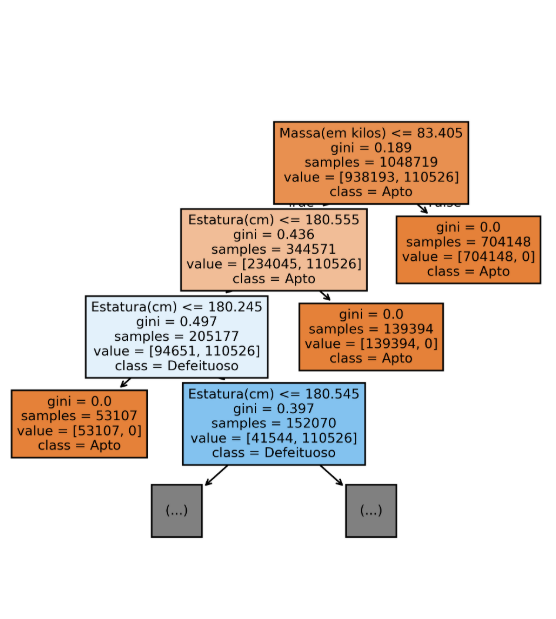 Massa(em kilos) <= 83.405
gini = 0.189
samples = 1048719
value = [938193, 110526]
class = Apto
Estatura(cm) <= 180.555
gini = 0.436
samples = 344571
value = [234045, 110526]
class = Apto
gini = 0.0
samples = 704148
value = [704148, 0]
class = Apto
Estatura(cm) <= 180.245
gini = 0.497
samples = 205177
value = [94651, 110526]
class = Defeituoso
gini = 0.0
samples = 139394
value = [139394, 0]
class = Apto
gini = 0.0
samples = 53107
value = [53107, 0]
class = Apto
Estatura(cm) <= 180.545
gini = 0.397
samples = 152070
value = [41544, 110526]
class = Defeituoso
(...)
(...)